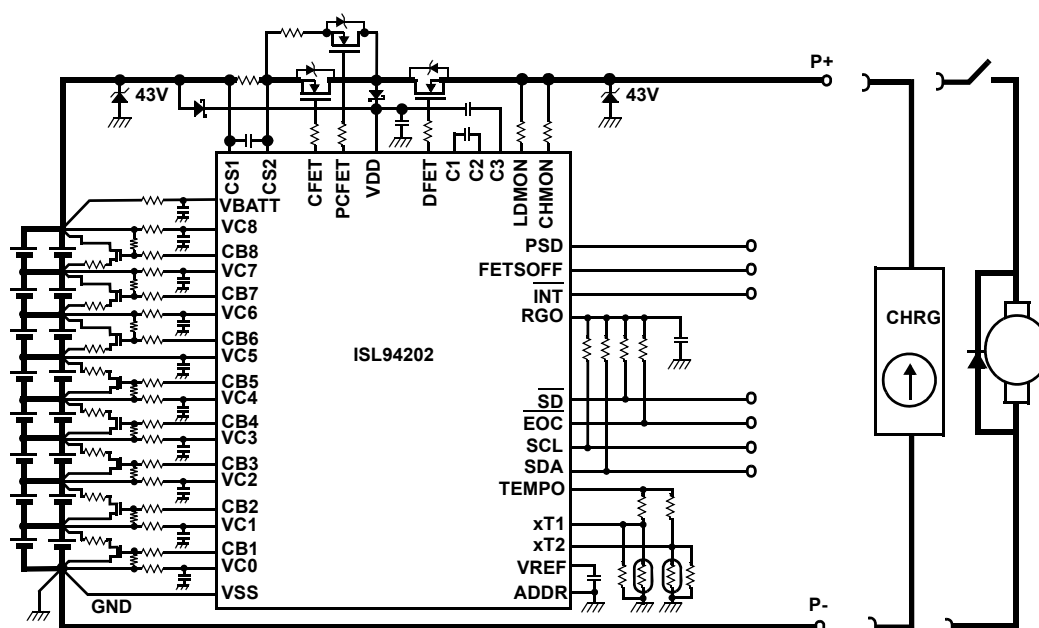 P+
43V
43V
CS1
CS2
CFET
PCFET
VDD
DFET
C1
C2
C3
LDMON
CHMON
VBATT
VC8
CB8
VC7
CB7
VC6
CB6
VC5
CB5
VC4
CB4
VC3
CB3
VC2
CB2
VC1
CB1
VC0
VSS
GND
ISL94202
PSD
FETSOFF
INT
RGO
SD
EOC
SCL
SDA
TEMPO
xT1
xT2
VREF
ADDR
CHRG
P-